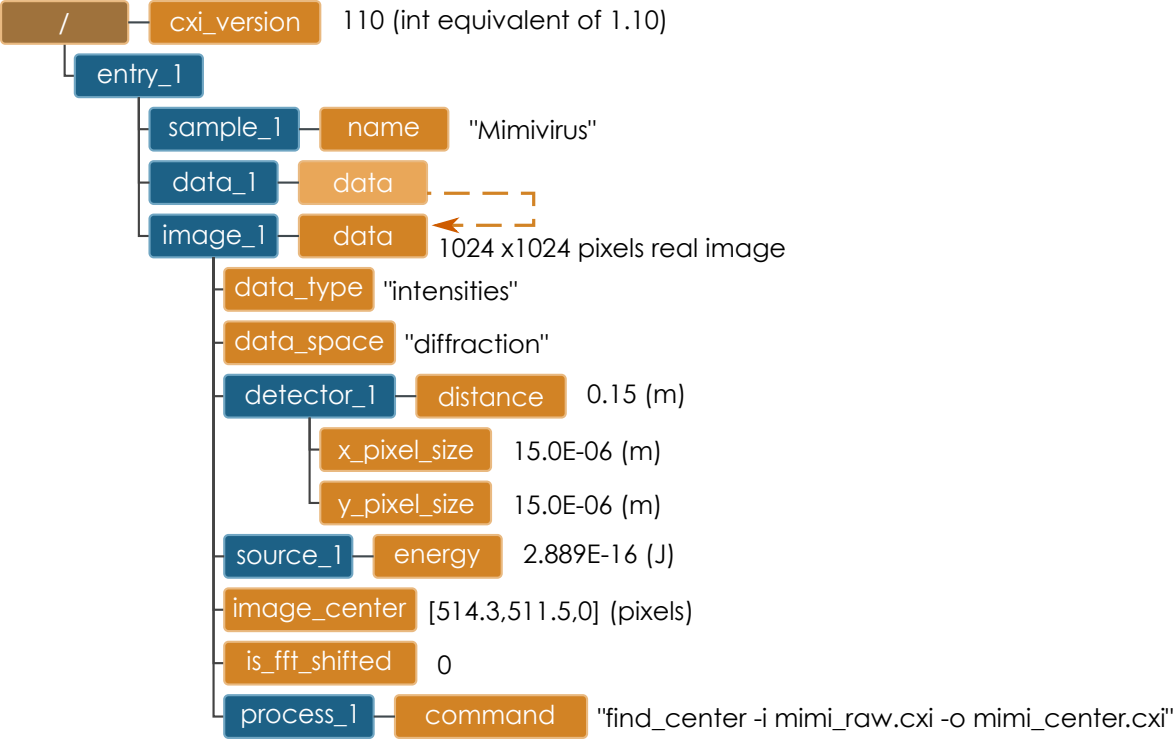 / cxi_version 110 (int equivalent of 1.10)
entry_1
sample_1 name "Mimivirus"
data_1 data
image_1 data 1024 x1024 pixels real image
data_type "intensities"
data_space "diffraction"
detector_1 distance 0.15 (m)
x_pixel_size 15.0E-06 (m)
y_pixel_size 15.0E-06 (m)
source_1 energy 2.889E-16 (J)
image_center [514.3,511.5,0] (pixels)
is_fft_shifted 0
process_1 command "find_center -i mimi_raw.cxi -o mimi_center.cxi"